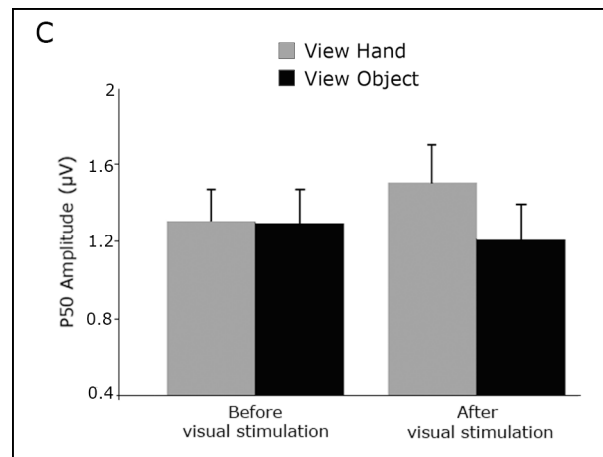 C
View Hand
View Object
P50 Amplitude (μV)
2
1.6
1.2
0.8
0.4
Before
visual stimulation
After
visual stimulation